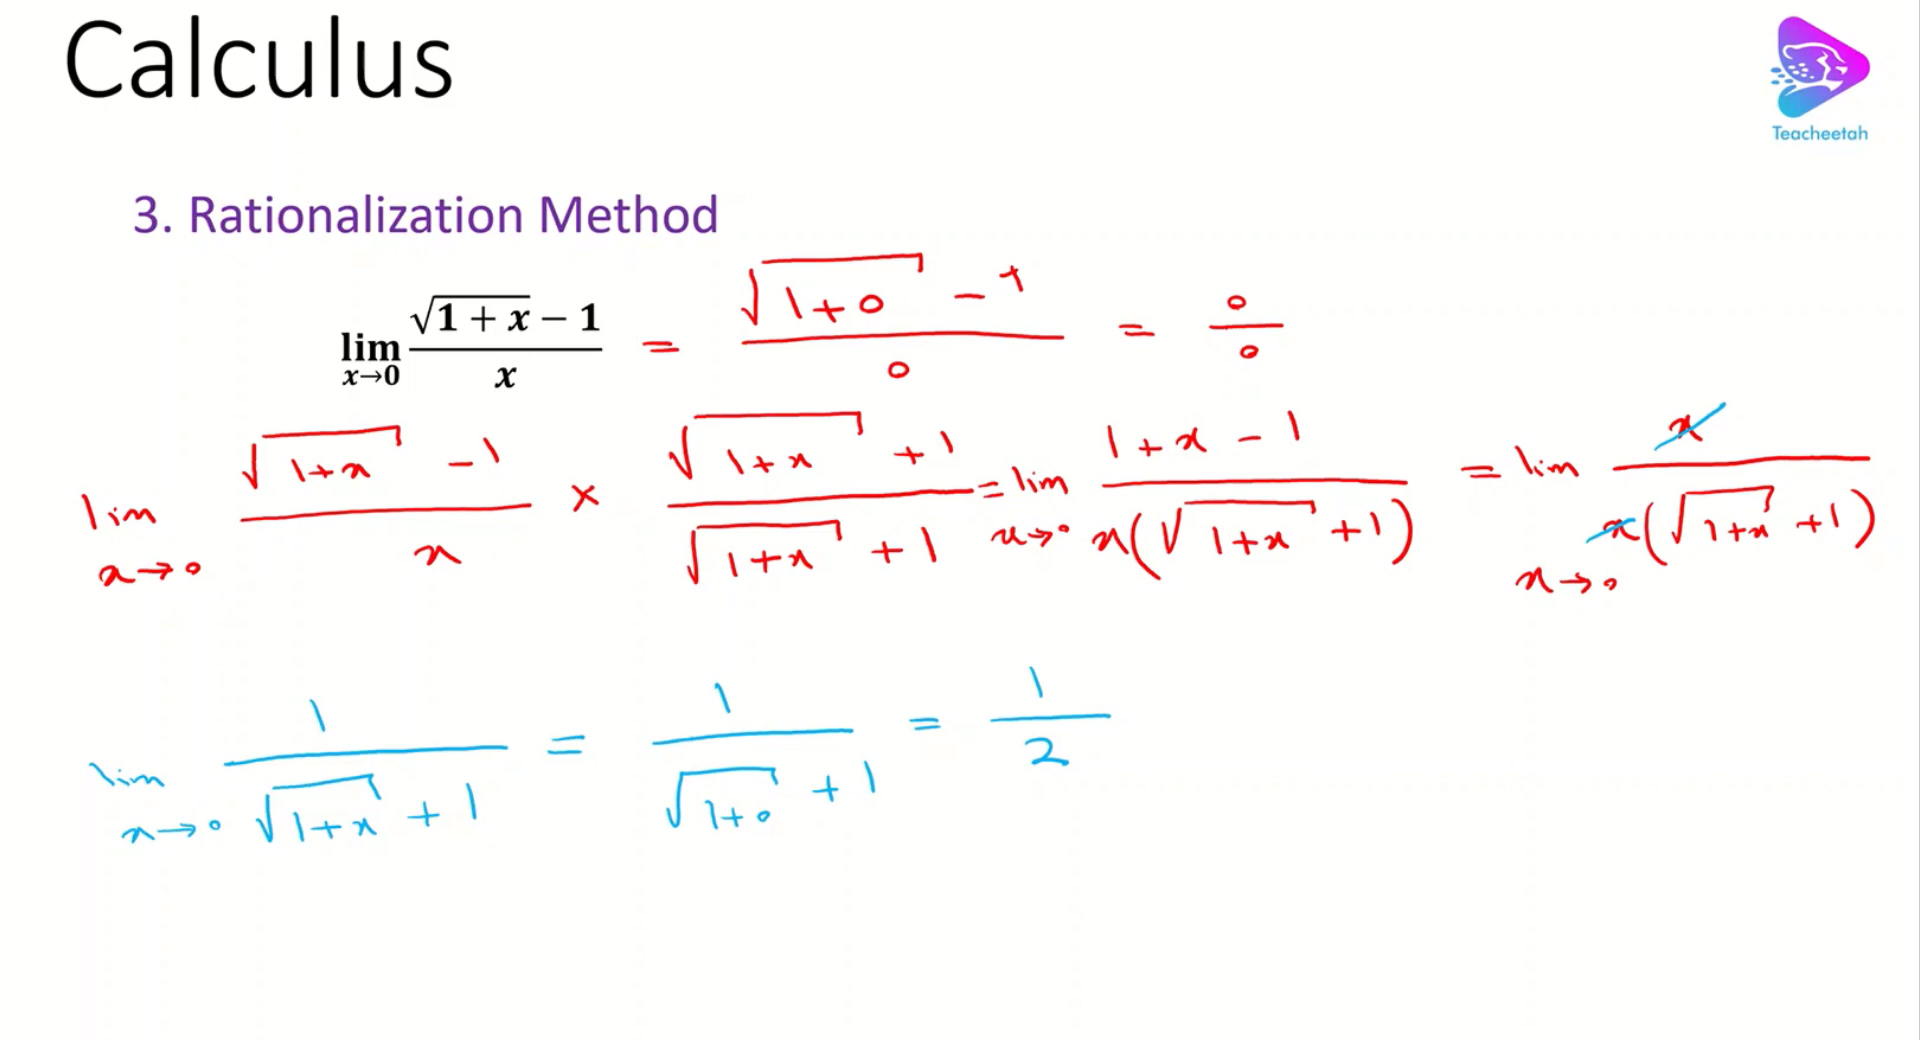 Calculus
Teacheetah
3. Rationalization Method
lim x→0 (√(1 + x) − 1)/x = (√(1+0) − 1)/0 = 0/0
lim x→0 (√(1+x) − 1)/x × (√(1+x) + 1)/(√(1+x) + 1) = lim x→0 (1+x − 1)/(x(√(1+x) + 1)) = lim x→0 x/(x(√(1+x) + 1))
lim x→0 1/(√(1+x) + 1) = 1/(√(1+0) + 1) = 1/2